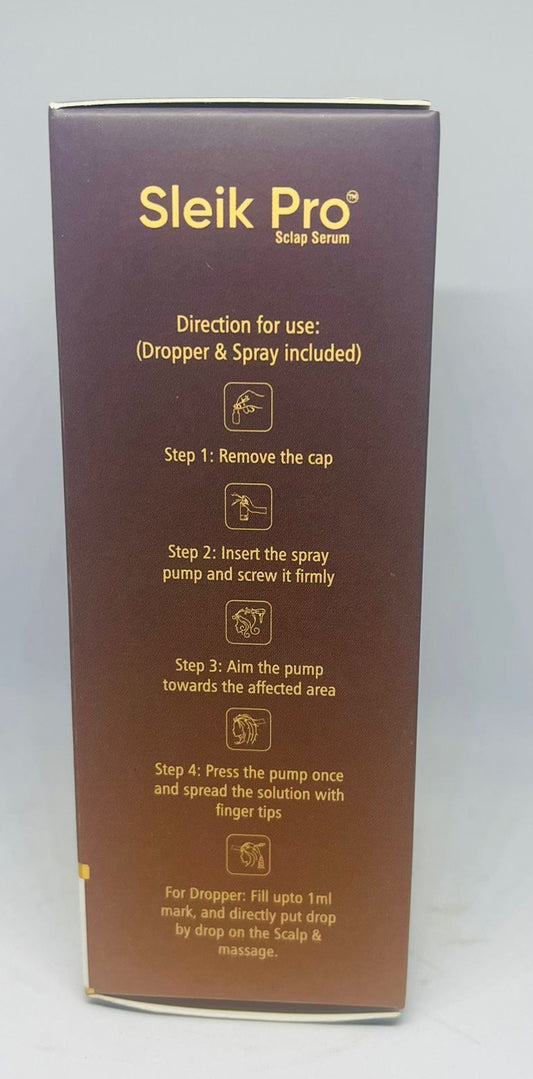 Sleik Pro™
Sclap Serum
Direction for use:
(Dropper & Spray included)
Step 1: Remove the cap
Step 2: Insert the spray
pump and screw it firmly
Step 3: Aim the pump
towards the affected area
Step 4: Press the pump once
and spread the solution with
finger tips
For Dropper: Fill upto 1ml
mark, and directly put drop
by drop on the Scalp &
massage.